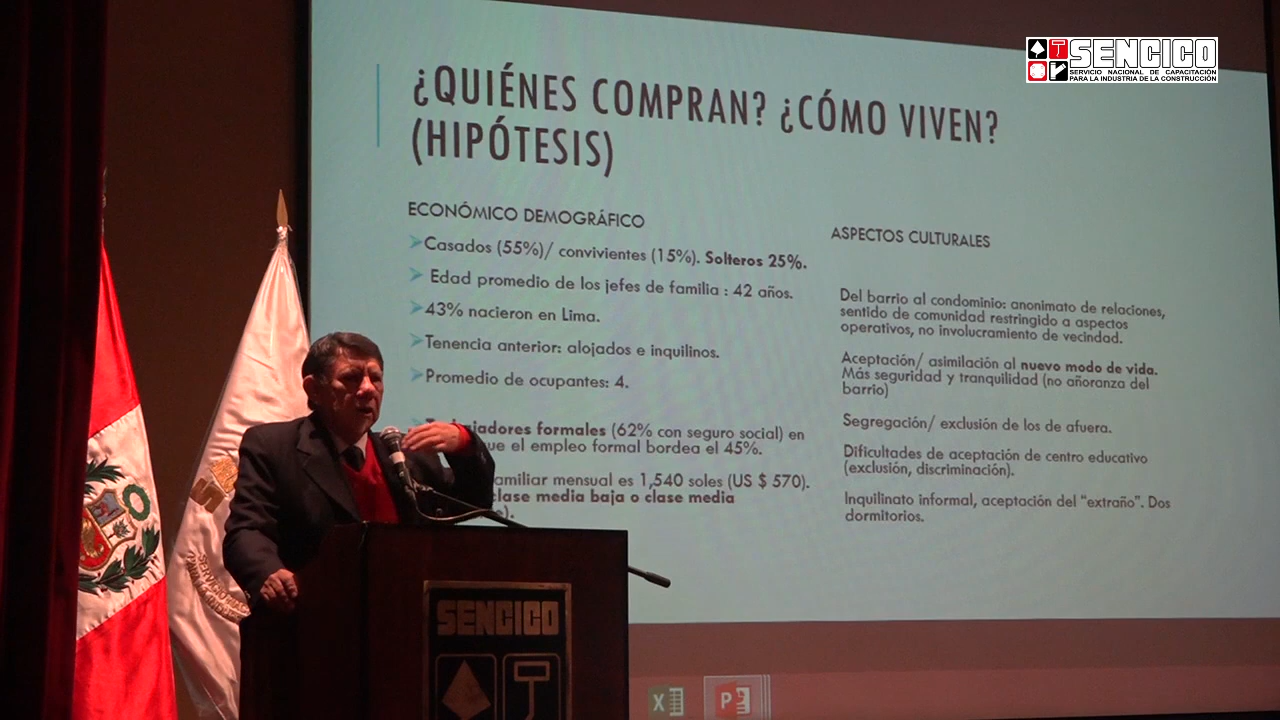 SENCICO
SERVICIO NACIONAL DE CAPACITACIÓN
PARA LA INDUSTRIA DE LA CONSTRUCCIÓN
¿QUIÉNES COMPRAN? ¿CÓMO VIVEN?
(HIPÓTESIS)
ECONÓMICO DEMOGRÁFICO
Casados (55%)/ convivientes (15%). Solteros 25%.
Edad promedio de los jefes de familia : 42 años.
43% nacieron en Lima.
Tenencia anterior: alojados e inquilinos.
Promedio de ocupantes: 4.
formales (62% con seguro social) en
que el empleo formal bordea el 45%.
familiar mensual es 1,540 soles (US $ 570).
clase media baja o clase media
ASPECTOS CULTURALES
Del barrio al condominio: anonimato de relaciones,
sentido de comunidad restringido a aspectos
operativos, no involucramiento de vecindad.
Aceptación/ asimilación al nuevo modo de vida.
Más seguridad y tranquilidad (no añoranza del
barrio)
Segregación/ exclusión de los de afuera.
Dificultades de aceptación de centro educativo
(exclusión, discriminación).
Inquilinato informal, aceptación del "extraño". Dos
dormitorios.
SENCICO